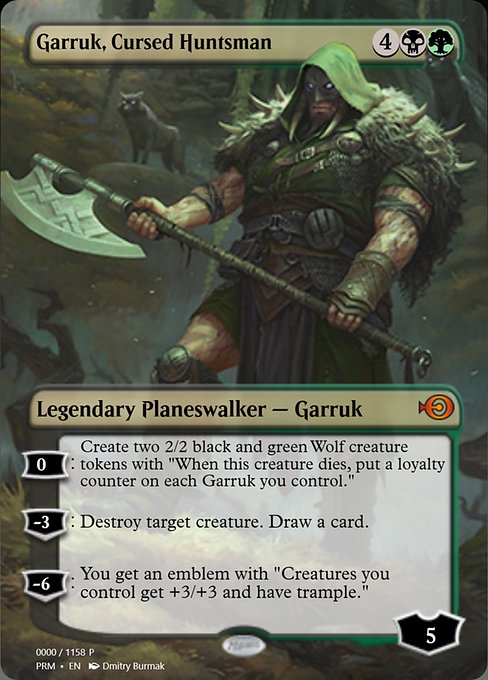 Garruk, Cursed Huntsman 4
Legendary Planeswalker — Garruk
Create two 2/2 black and green Wolf creature
0: tokens with "When this creature dies, put a loyalty
counter on each Garruk you control."
-3: Destroy target creature. Draw a card.
-6: You get an emblem with "Creatures you
control get +3/+3 and have trample."
5
0000 / 1158 P
PRM • EN Dmitry Burmak